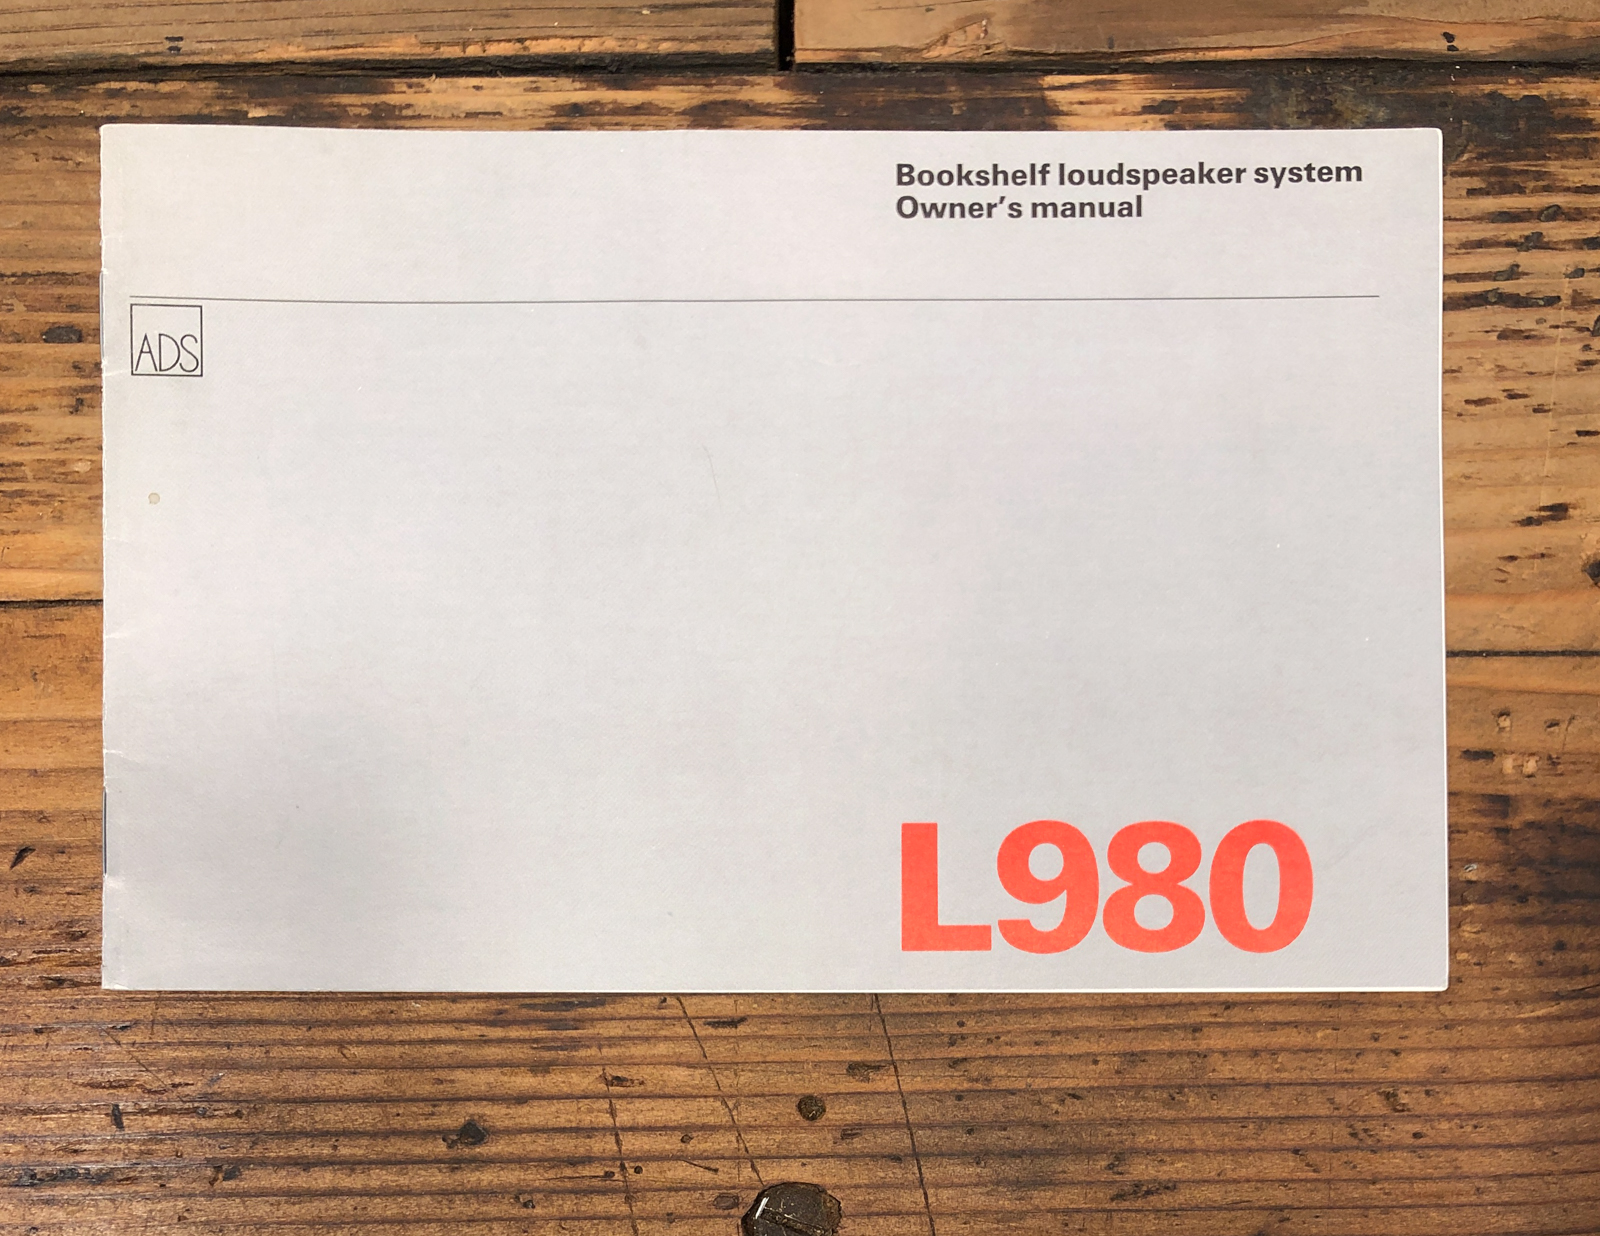 Bookshelf loudspeaker system
Owner's manual
ADS
L980